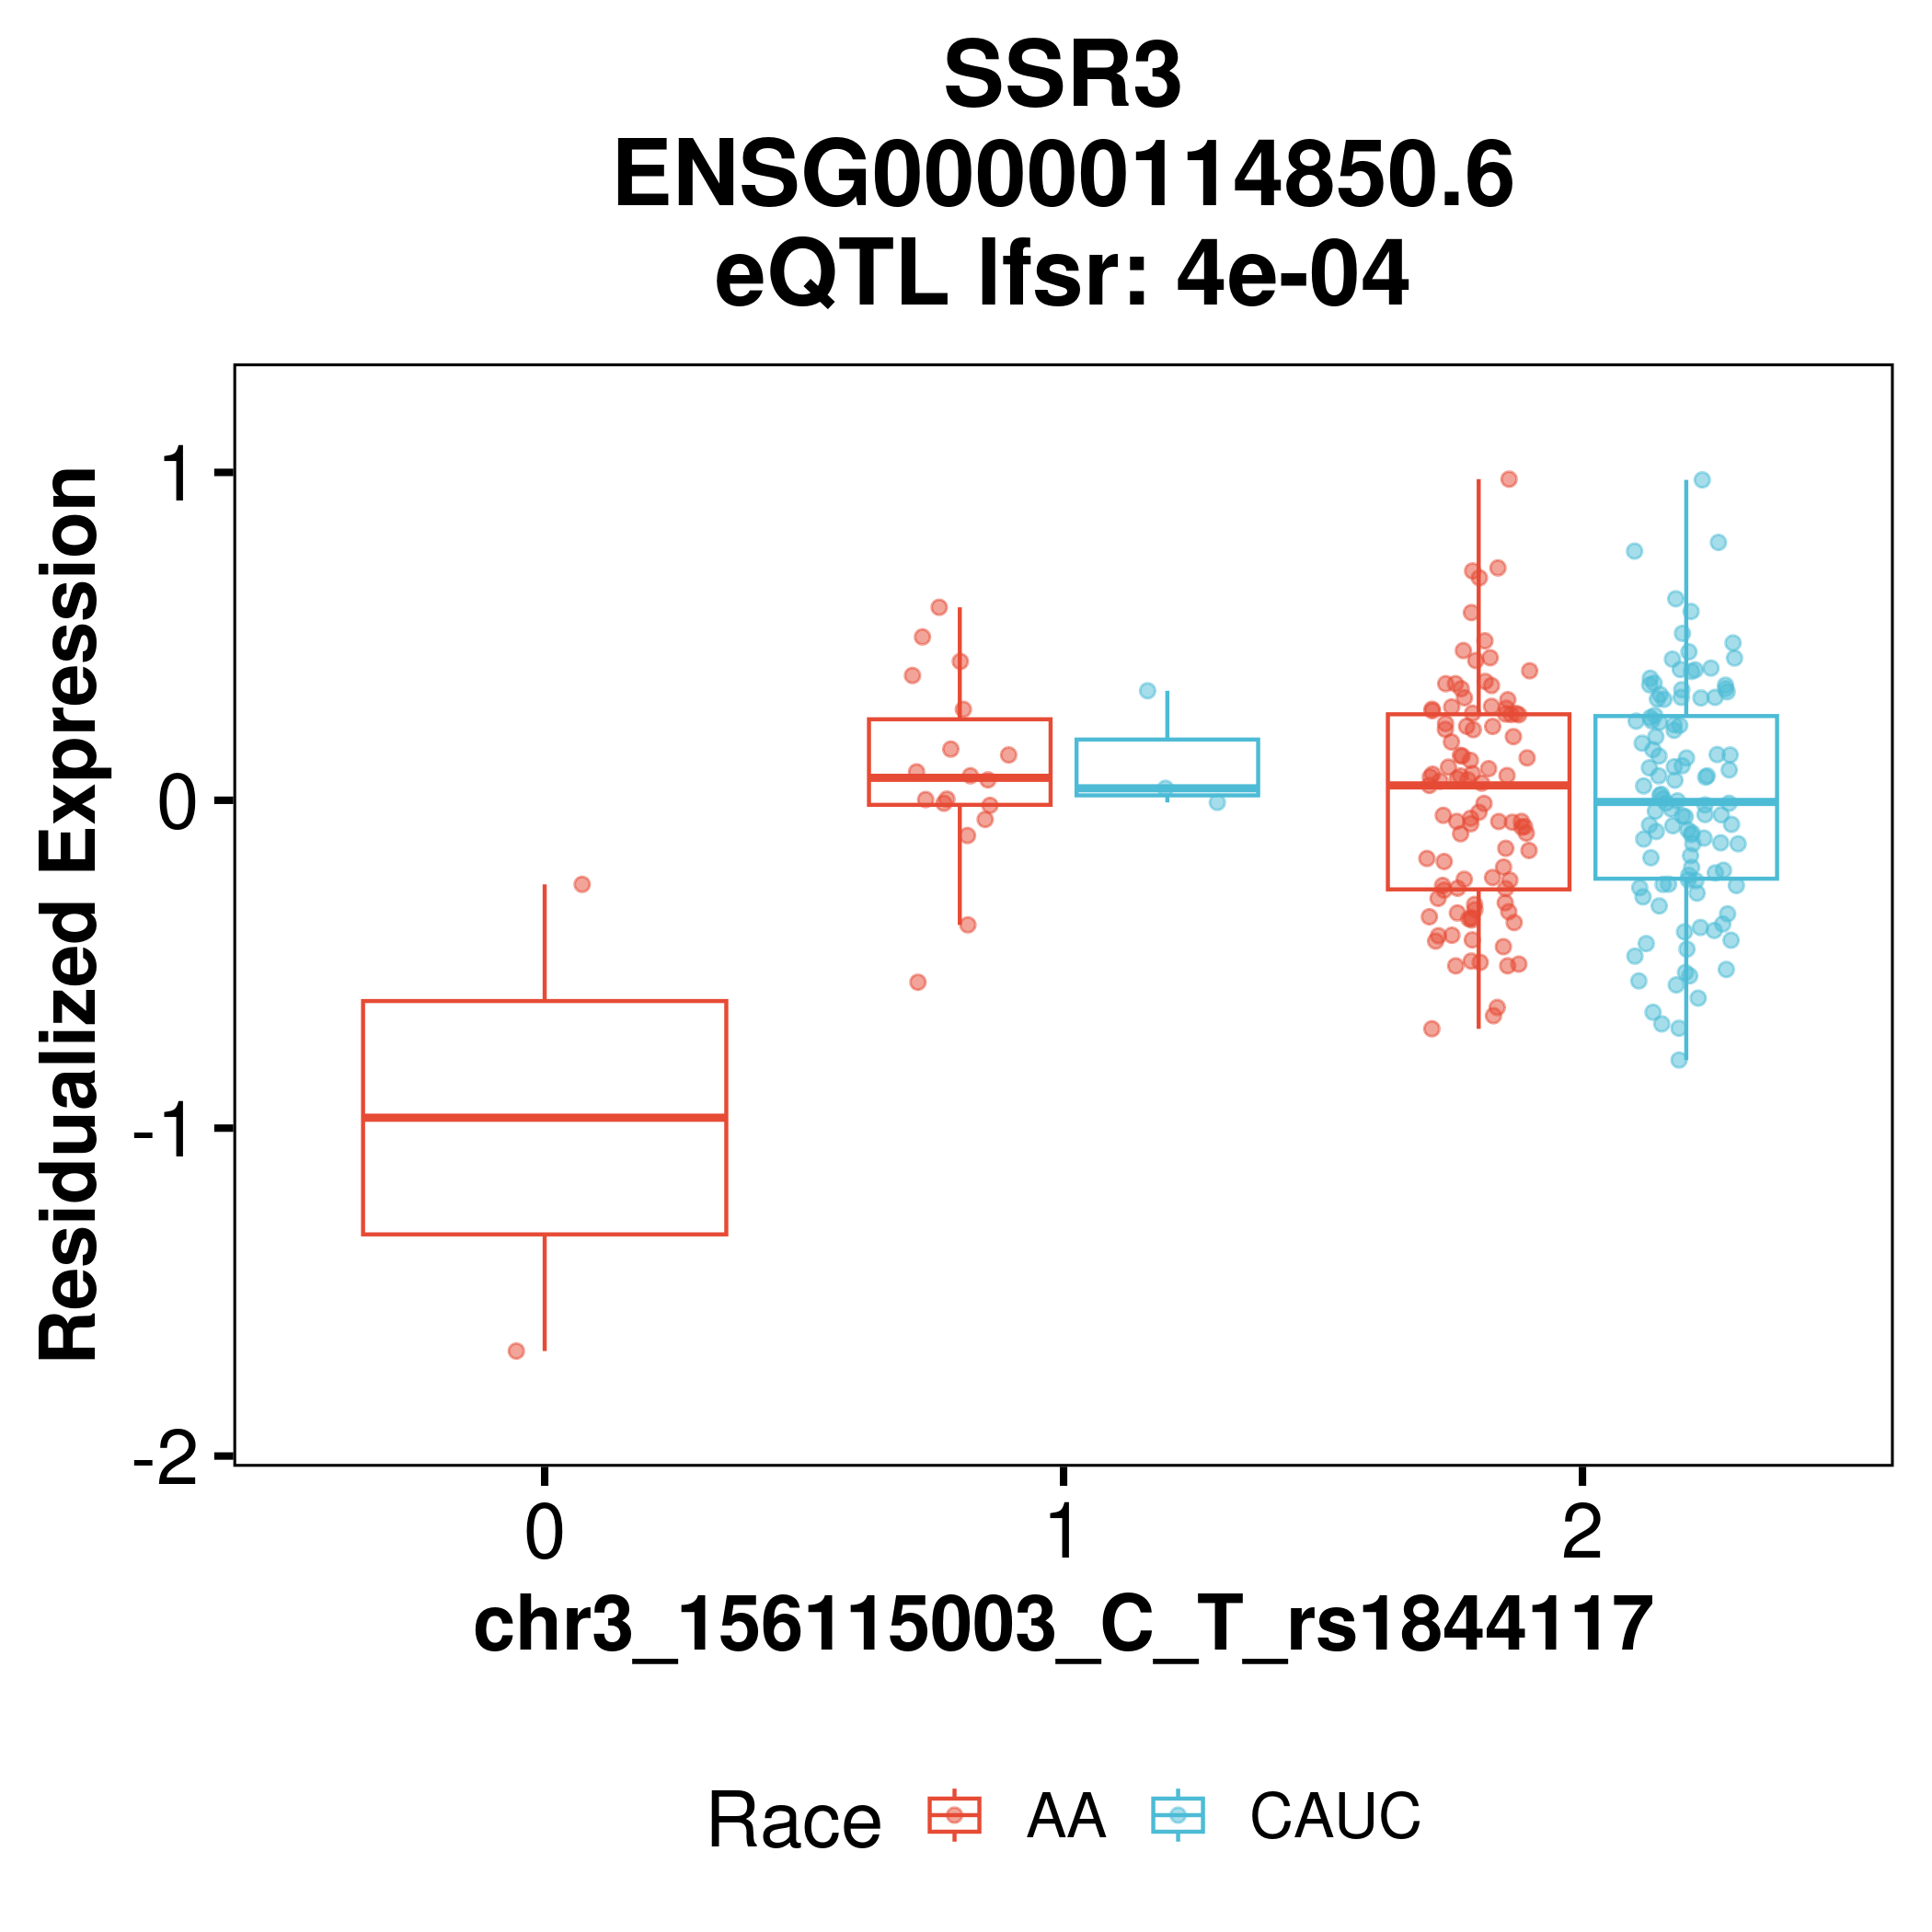 SSR3
ENSG00000114850.6
eQTL lfsr: 4e-04
Residualized Expression
1
0
-1
-2
0 1 2
chr3_156115003_C_T_rs1844117
Race AA CAUC